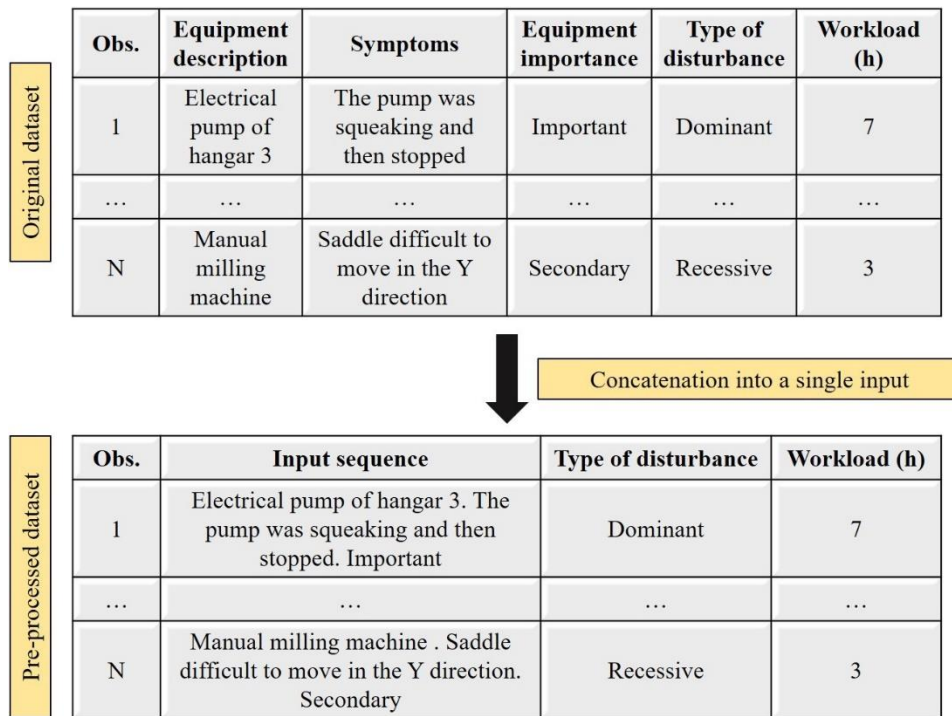 Original dataset
Obs.
Equipment
description
Symptoms
Equipment
importance
Type of
disturbance
Workload
(h)
1
Electrical
pump of
hangar 3
The pump was
squeaking and
then stopped
Important
Dominant
7
…
…
…
…
…
…
N
Manual
milling
machine
Saddle difficult to
move in the Y
direction
Secondary
Recessive
3
Concatenation into a single input
Pre-processed dataset
Obs.
Input sequence
Type of disturbance
Workload (h)
1
Electrical pump of hangar 3. The
pump was squeaking and then
stopped. Important
Dominant
7
…
…
…
…
N
Manual milling machine . Saddle
difficult to move in the Y direction.
Secondary
Recessive
3